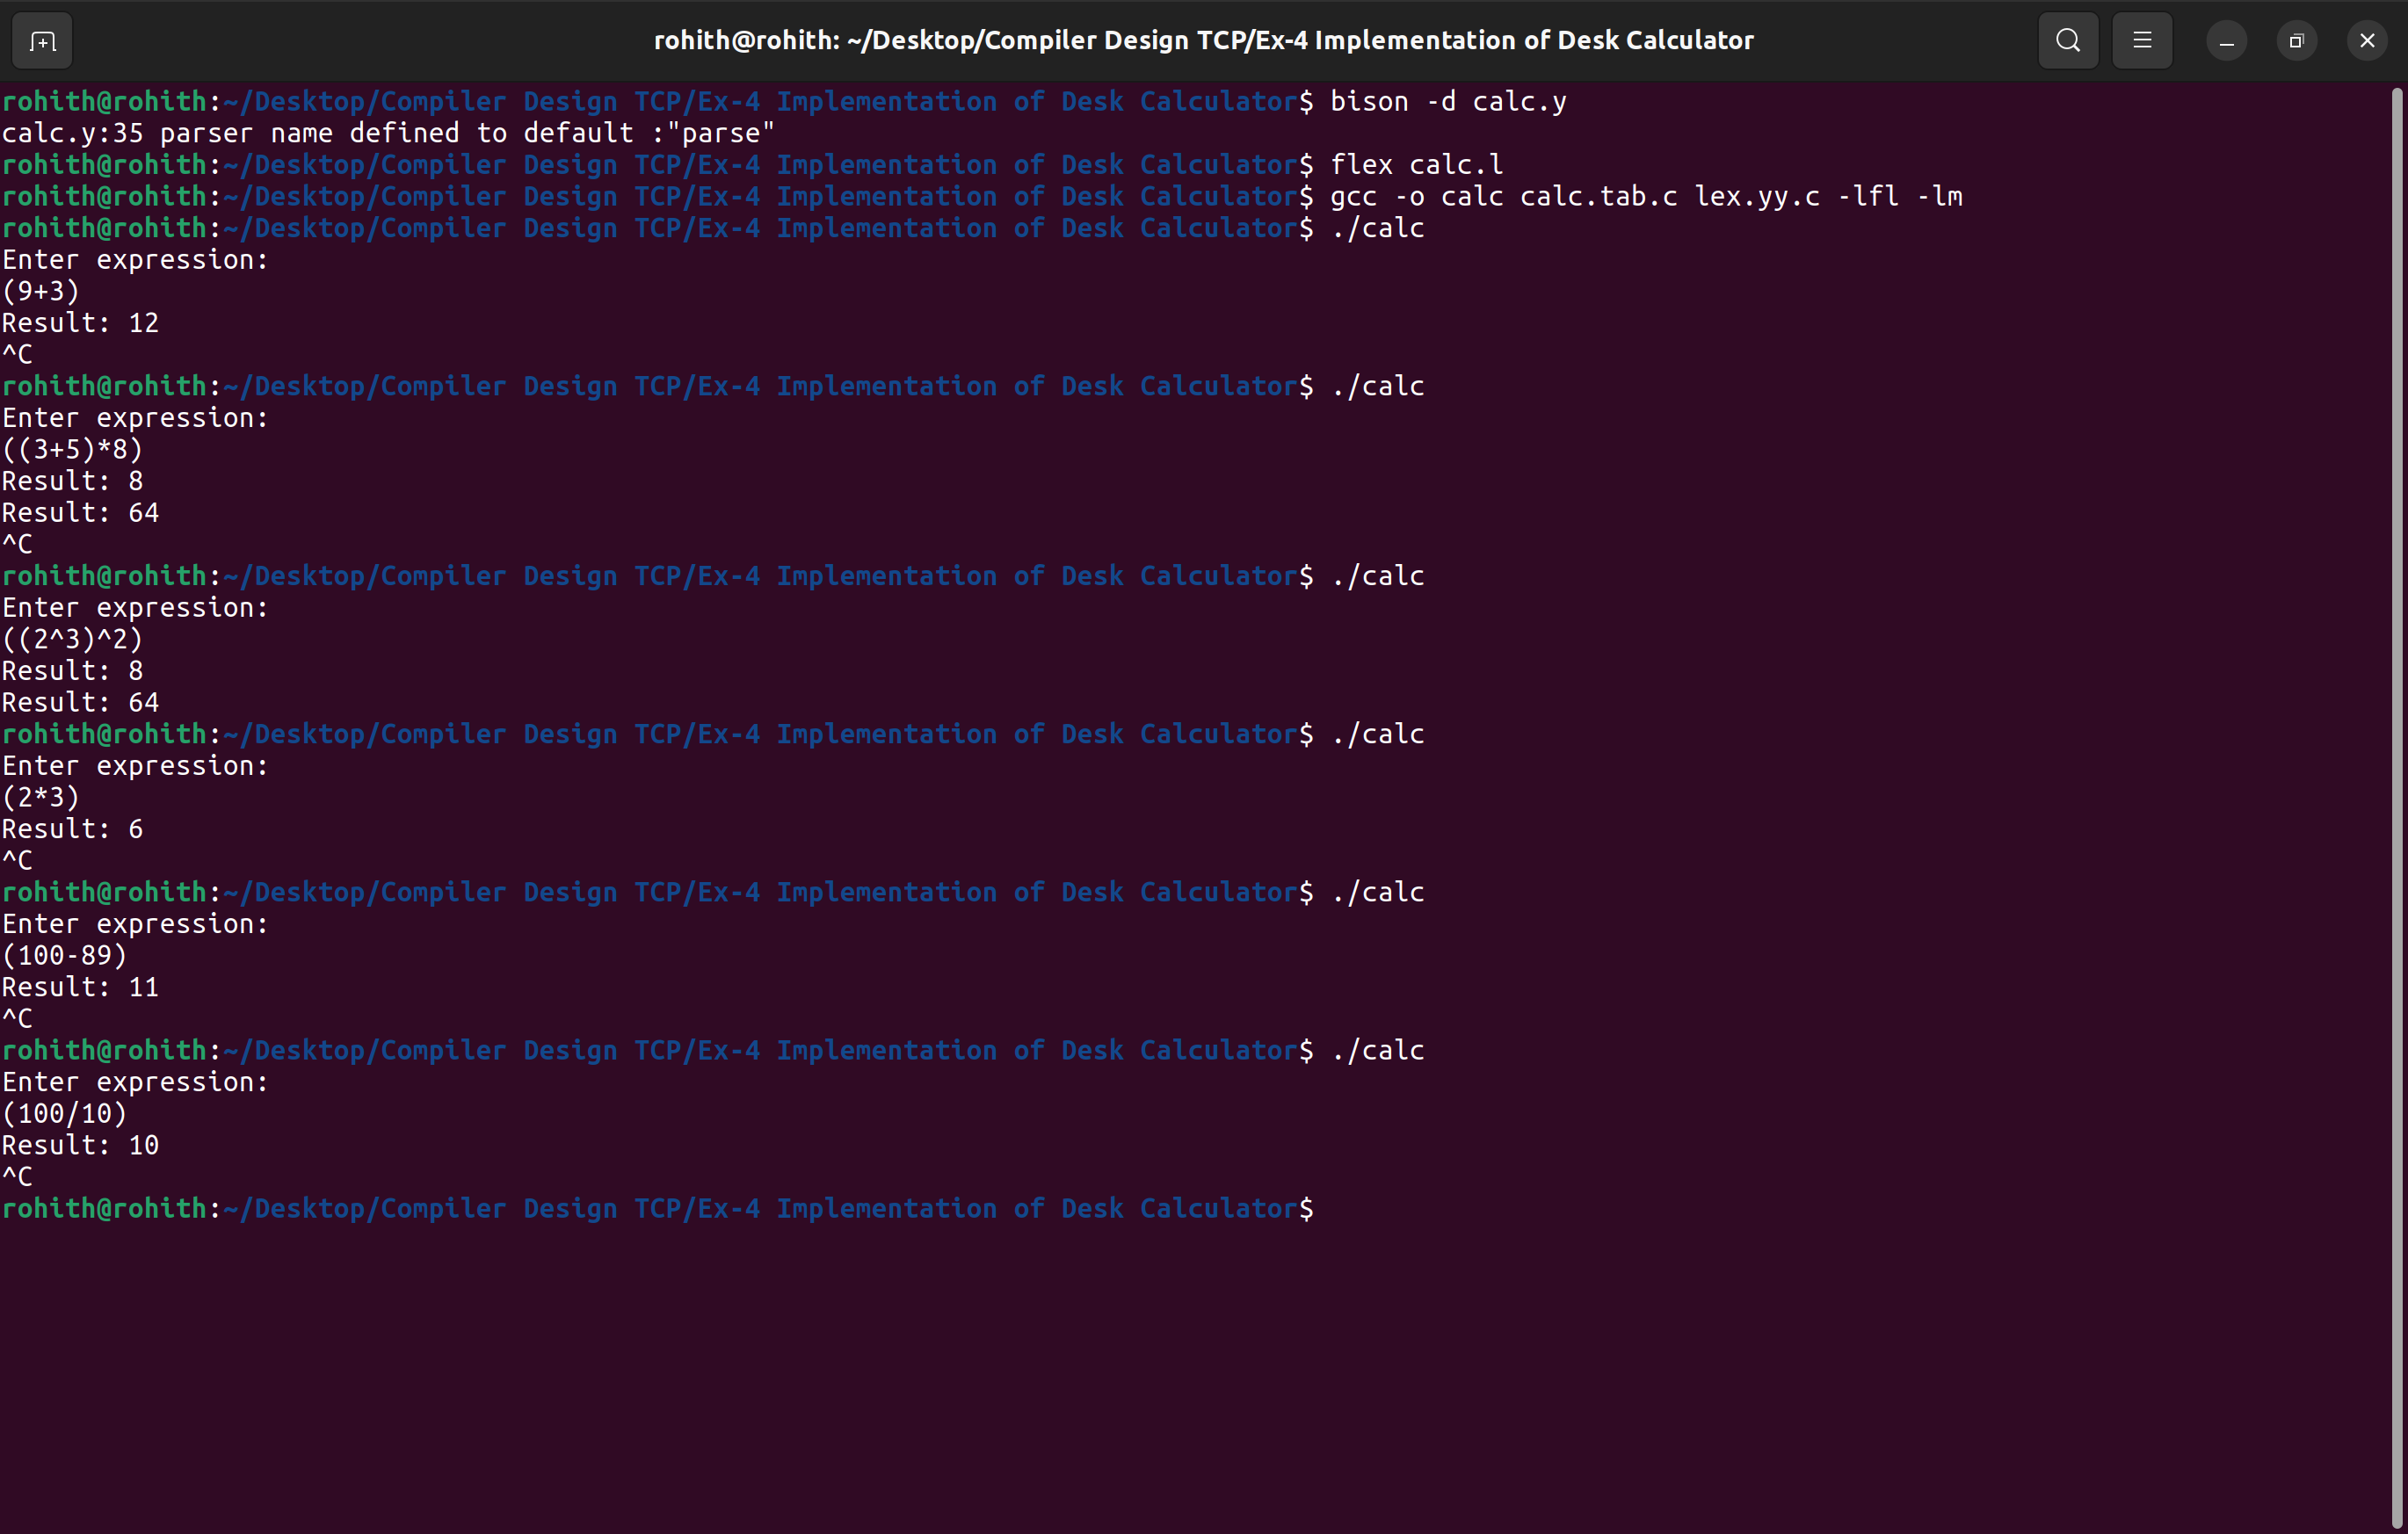 rohith@rohith: ~/Desktop/Compiler Design TCP/Ex-4 Implementation of Desk Calculator
rohith@rohith:~/Desktop/Compiler Design TCP/Ex-4 Implementation of Desk Calculator$ bison -d calc.y
calc.y:35 parser name defined to default :"parse"
rohith@rohith:~/Desktop/Compiler Design TCP/Ex-4 Implementation of Desk Calculator$ flex calc.l
rohith@rohith:~/Desktop/Compiler Design TCP/Ex-4 Implementation of Desk Calculator$ gcc -o calc calc.tab.c lex.yy.c -lfl -lm
rohith@rohith:~/Desktop/Compiler Design TCP/Ex-4 Implementation of Desk Calculator$ ./calc
Enter expression:
(9+3)
Result: 12
^C
rohith@rohith:~/Desktop/Compiler Design TCP/Ex-4 Implementation of Desk Calculator$ ./calc
Enter expression:
((3+5)*8)
Result: 8
Result: 64
^C
rohith@rohith:~/Desktop/Compiler Design TCP/Ex-4 Implementation of Desk Calculator$ ./calc
Enter expression:
((2^3)^2)
Result: 8
Result: 64
rohith@rohith:~/Desktop/Compiler Design TCP/Ex-4 Implementation of Desk Calculator$ ./calc
Enter expression:
(2*3)
Result: 6
^C
rohith@rohith:~/Desktop/Compiler Design TCP/Ex-4 Implementation of Desk Calculator$ ./calc
Enter expression:
(100-89)
Result: 11
^C
rohith@rohith:~/Desktop/Compiler Design TCP/Ex-4 Implementation of Desk Calculator$ ./calc
Enter expression:
(100/10)
Result: 10
^C
rohith@rohith:~/Desktop/Compiler Design TCP/Ex-4 Implementation of Desk Calculator$